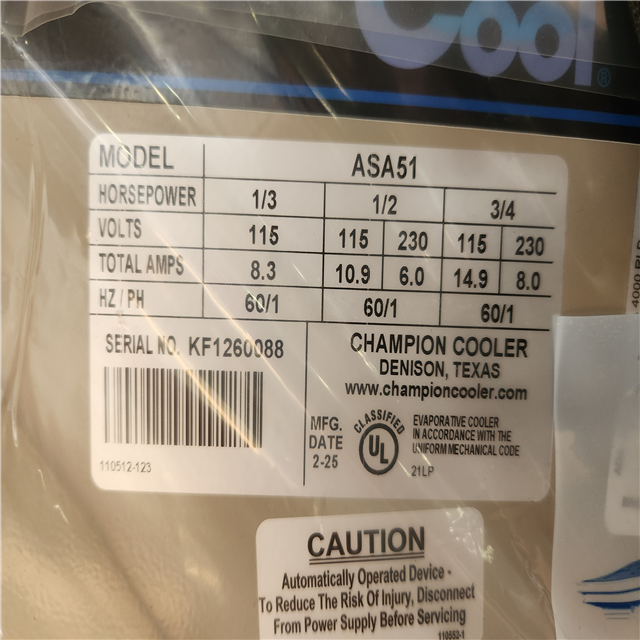 Cool®
MODEL ASA51
HORSEPOWER 1/3 1/2 3/4
VOLTS 115 115 230 115 230
TOTAL AMPS 8.3 10.9 6.0 14.9 8.0
HZ / PH 60/1 60/1 60/1
SERIAL NO. KF1260088
110512-123
CHAMPION COOLER
DENISON, TEXAS
www.championcooler.com
MFG.
DATE
2-25
CLASSIFIED
UL
EVAPORATIVE COOLER
IN ACCORDANCE WITH THE
UNIFORM MECHANICAL CODE
21LP
CAUTION
Automatically Operated Device -
To Reduce The Risk Of Injury, Disconnect
From Power Supply Before Servicing
110552-1